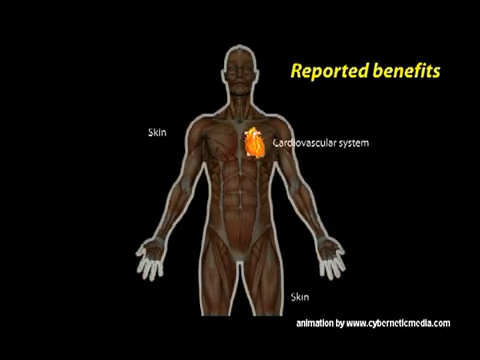 Reported benefits
Skin
Cardiovascular system
Skin
animation by www.cyberneticmedia.com